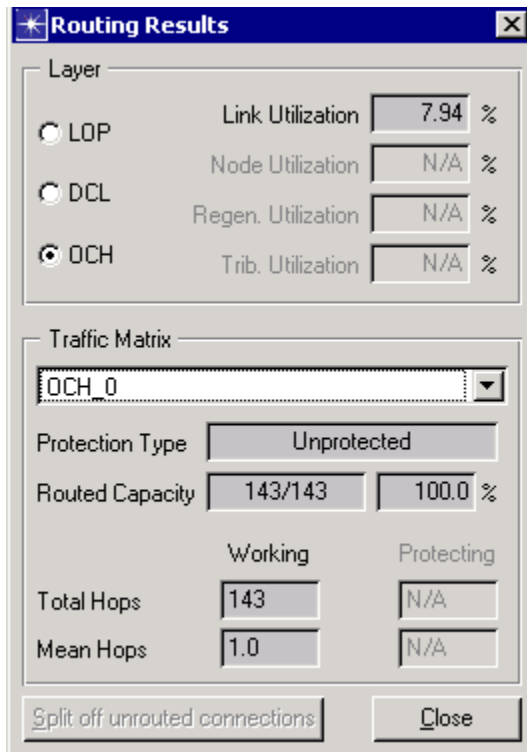 Routing Results
Layer
LOP
DCL
OCH
Link Utilization 7.94 %
Node Utilization N/A %
Regen. Utilization N/A %
Trib. Utilization N/A %
Traffic Matrix
OCH_0
Protection Type Unprotected
Routed Capacity 143/143 100.0 %
Working Protecting
Total Hops 143 N/A
Mean Hops 1.0 N/A
Split off unrouted connections Close